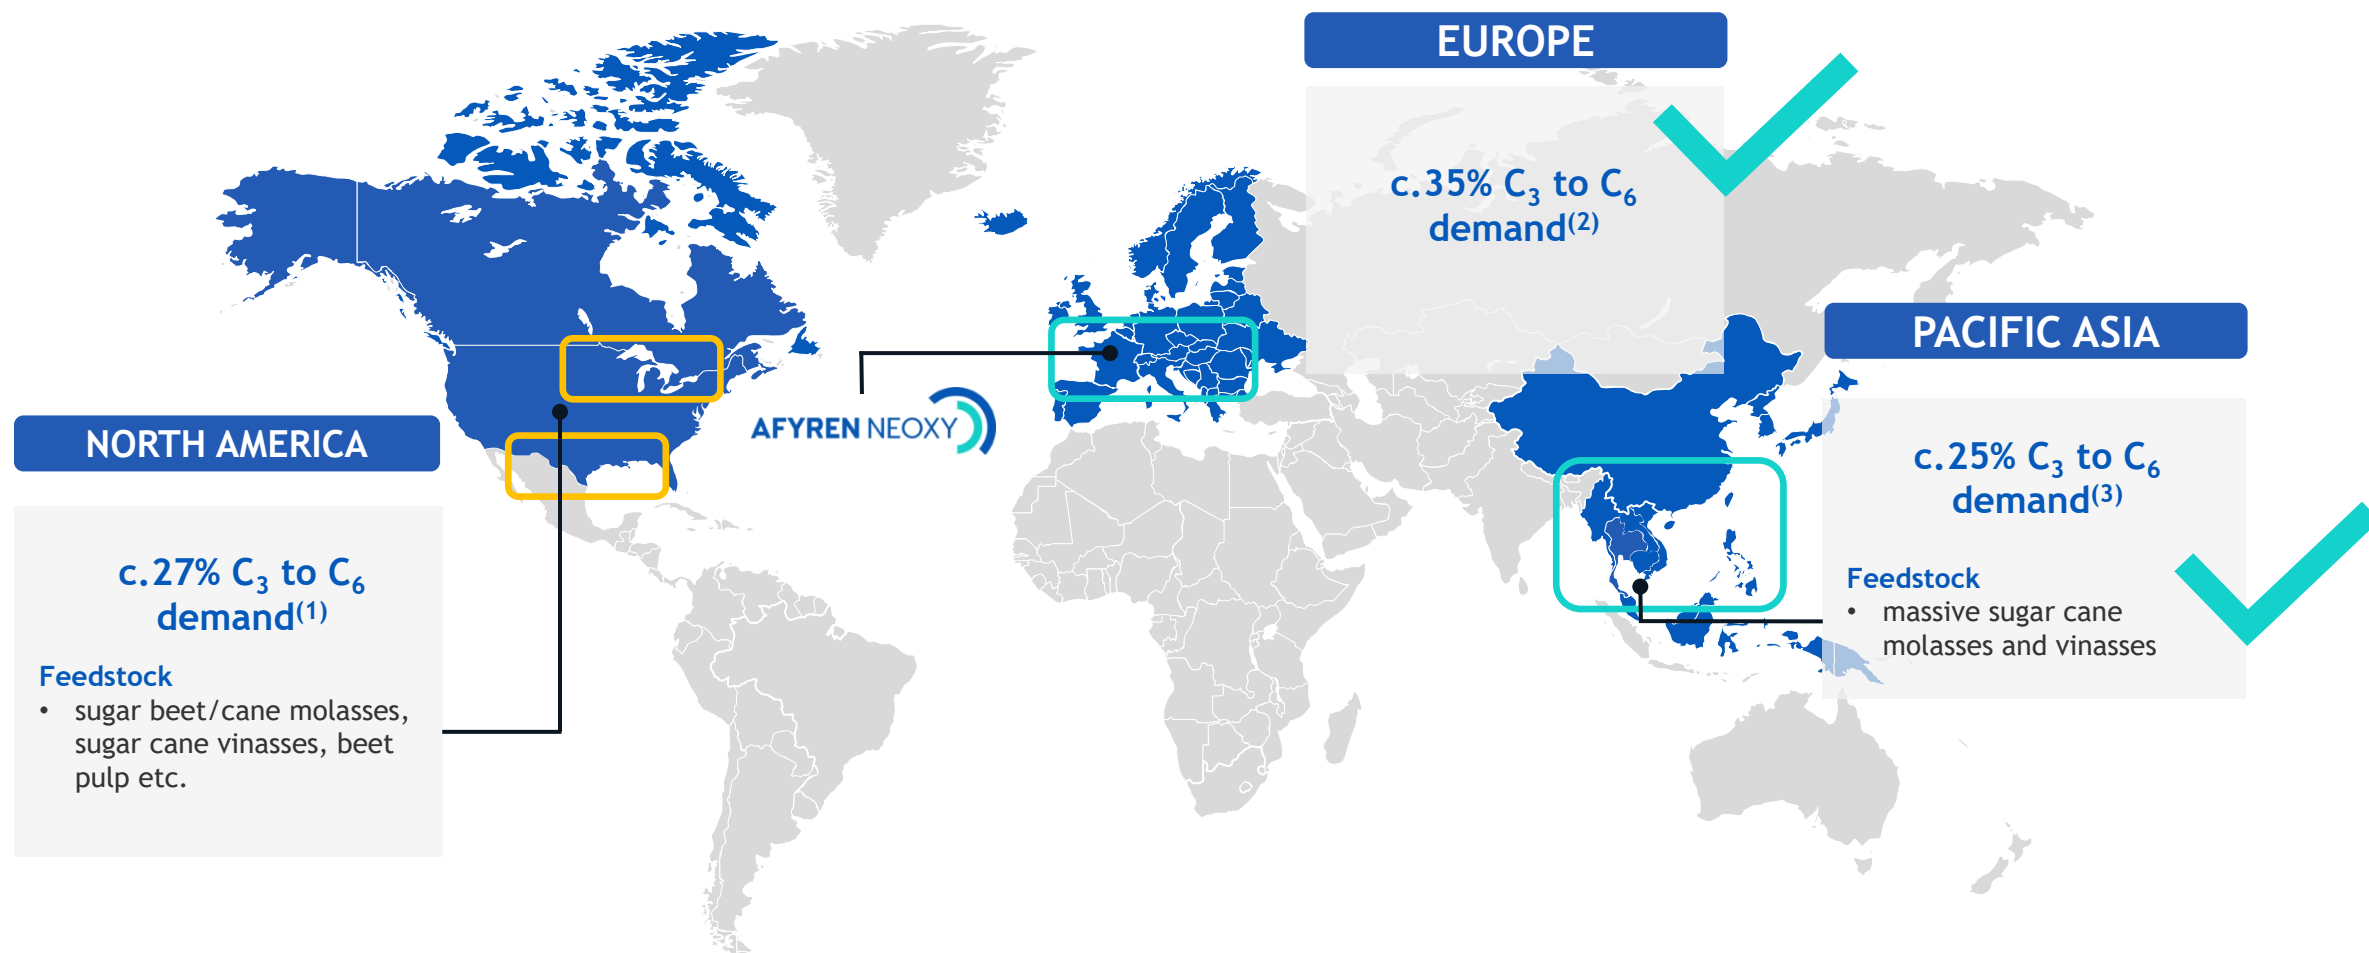 EUROPE
c.35% C₃ to C₆
demand⁽²⁾
PACIFIC ASIA
c.25% C₃ to C₆
demand⁽³⁾
Feedstock
• massive sugar cane
molasses and vinasses
AFYREN NEOXY
NORTH AMERICA
c.27% C₃ to C₆
demand⁽¹⁾
Feedstock
• sugar beet/cane molasses,
sugar cane vinasses, beet
pulp etc.